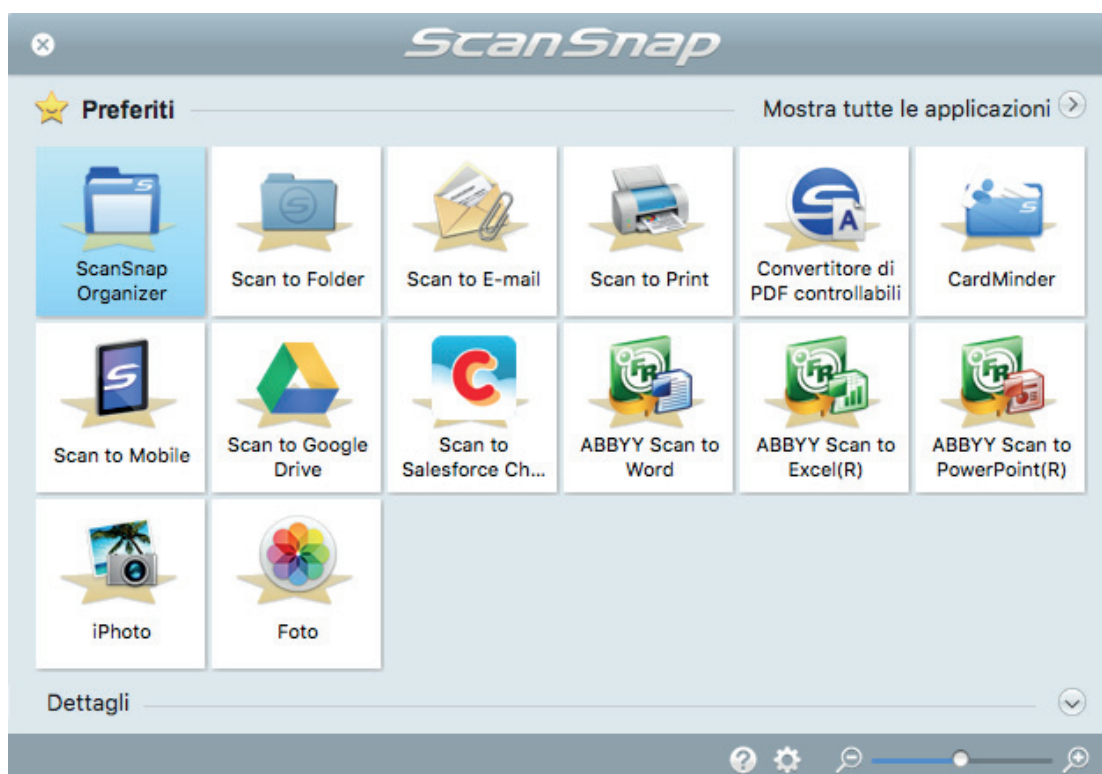 ScanSnap
Preferiti
Mostra tutte le applicazioni
ScanSnap
Organizer
Scan to Folder
Scan to E-mail
Scan to Print
Convertitore di
PDF controllabili
CardMinder
Scan to Mobile
Scan to Google
Drive
Scan to
Salesforce Ch...
ABBYY Scan to
Word
ABBYY Scan to
Excel(R)
ABBYY Scan to
PowerPoint(R)
iPhoto
Foto
Dettagli